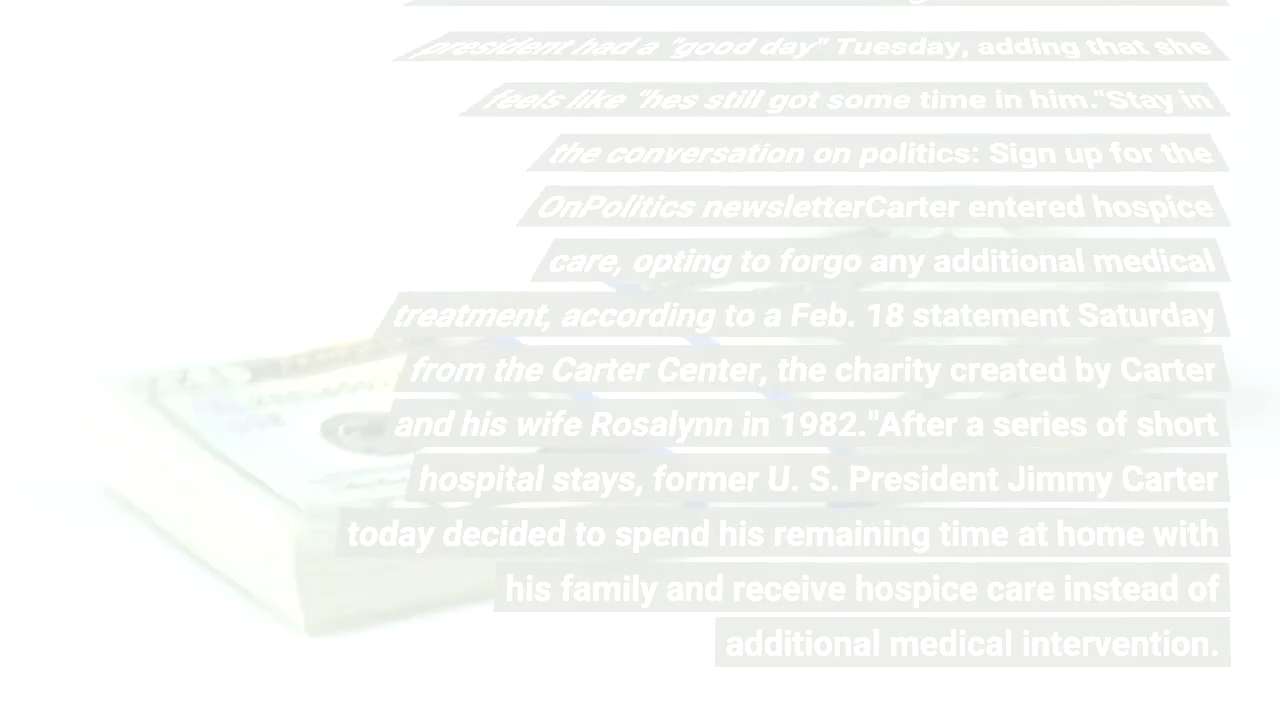 president had a "good day" Tuesday, adding that she
feels like "hes still got some time in him."Stay in
the conversation on politics: Sign up for the
OnPolitics newsletterCarter entered hospice
care, opting to forgo any additional medical
treatment, according to a Feb. 18 statement Saturday
from the Carter Center, the charity created by Carter
and his wife Rosalynn in 1982."After a series of short
hospital stays, former U. S. President Jimmy Carter
today decided to spend his remaining time at home with
his family and receive hospice care instead of
additional medical intervention.